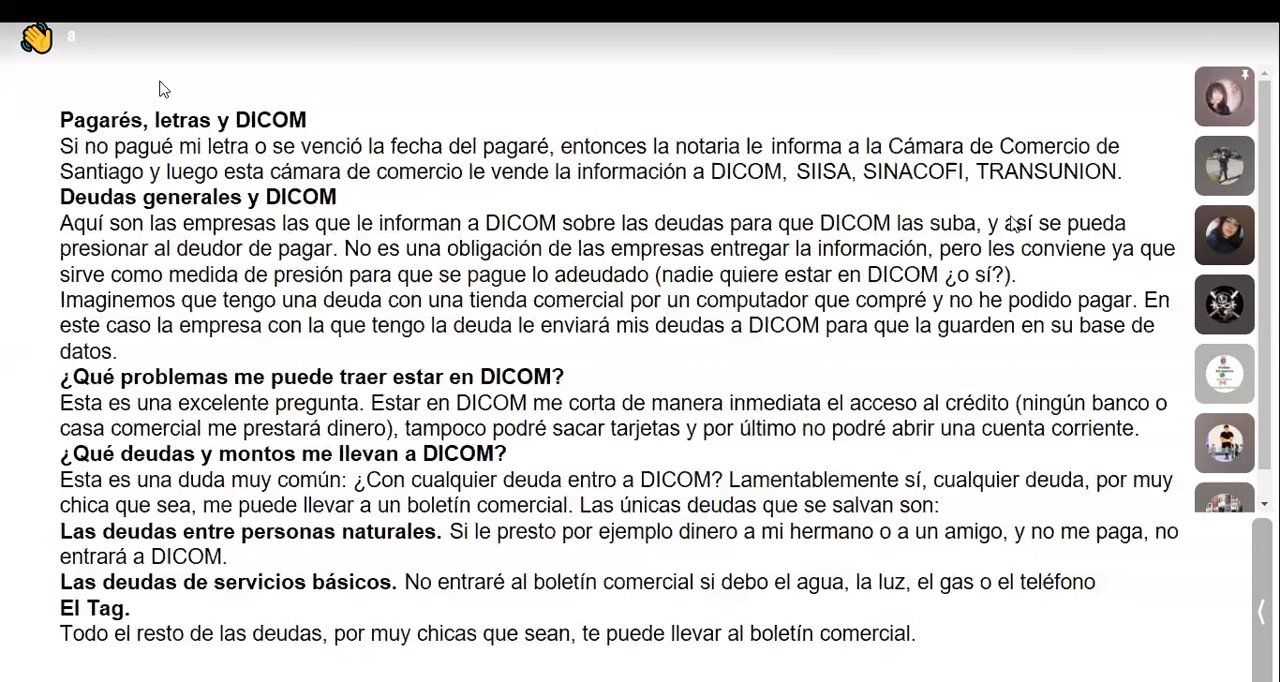 8
Pagarés, letras y DICOM
Si no pagué mi letra o se venció la fecha del pagaré, entonces la notaria le informa a la Cámara de Comercio de
Santiago y luego esta cámara de comercio le vende la información a DICOM, SIISA, SINACOFI, TRANSUNION.
Deudas generales y DICOM
Aquí son las empresas las que le informan a DICOM sobre las deudas para que DICOM las suba, y así se pueda
presionar al deudor de pagar. No es una obligación de las empresas entregar la información, pero les conviene ya que
sirve como medida de presión para que se pague lo adeudado (nadie quiere estar en DICOM ¿o sí?).
Imaginemos que tengo una deuda con una tienda comercial por un computador que compré y no he podido pagar. En
este caso la empresa con la que tengo la deuda le enviará mis deudas a DICOM para que la guarden en su base de
datos.
¿Qué problemas me puede traer estar en DICOM?
Esta es una excelente pregunta. Estar en DICOM me corta de manera inmediata el acceso al crédito (ningún banco o
casa comercial me prestará dinero), tampoco podré sacar tarjetas y por último no podré abrir una cuenta corriente.
¿Qué deudas y montos me llevan a DICOM?
Esta es una duda muy común: ¿Con cualquier deuda entro a DICOM? Lamentablemente sí, cualquier deuda, por muy
chica que sea, me puede llevar a un boletín comercial. Las únicas deudas que se salvan son:
Las deudas entre personas naturales. Si le presto por ejemplo dinero a mi hermano o a un amigo, y no me paga, no
entrará a DICOM.
Las deudas de servicios básicos. No entraré al boletín comercial si debo el agua, la luz, el gas o el teléfono
El Tag.
Todo el resto de las deudas, por muy chicas que sean, te puede llevar al boletín comercial.